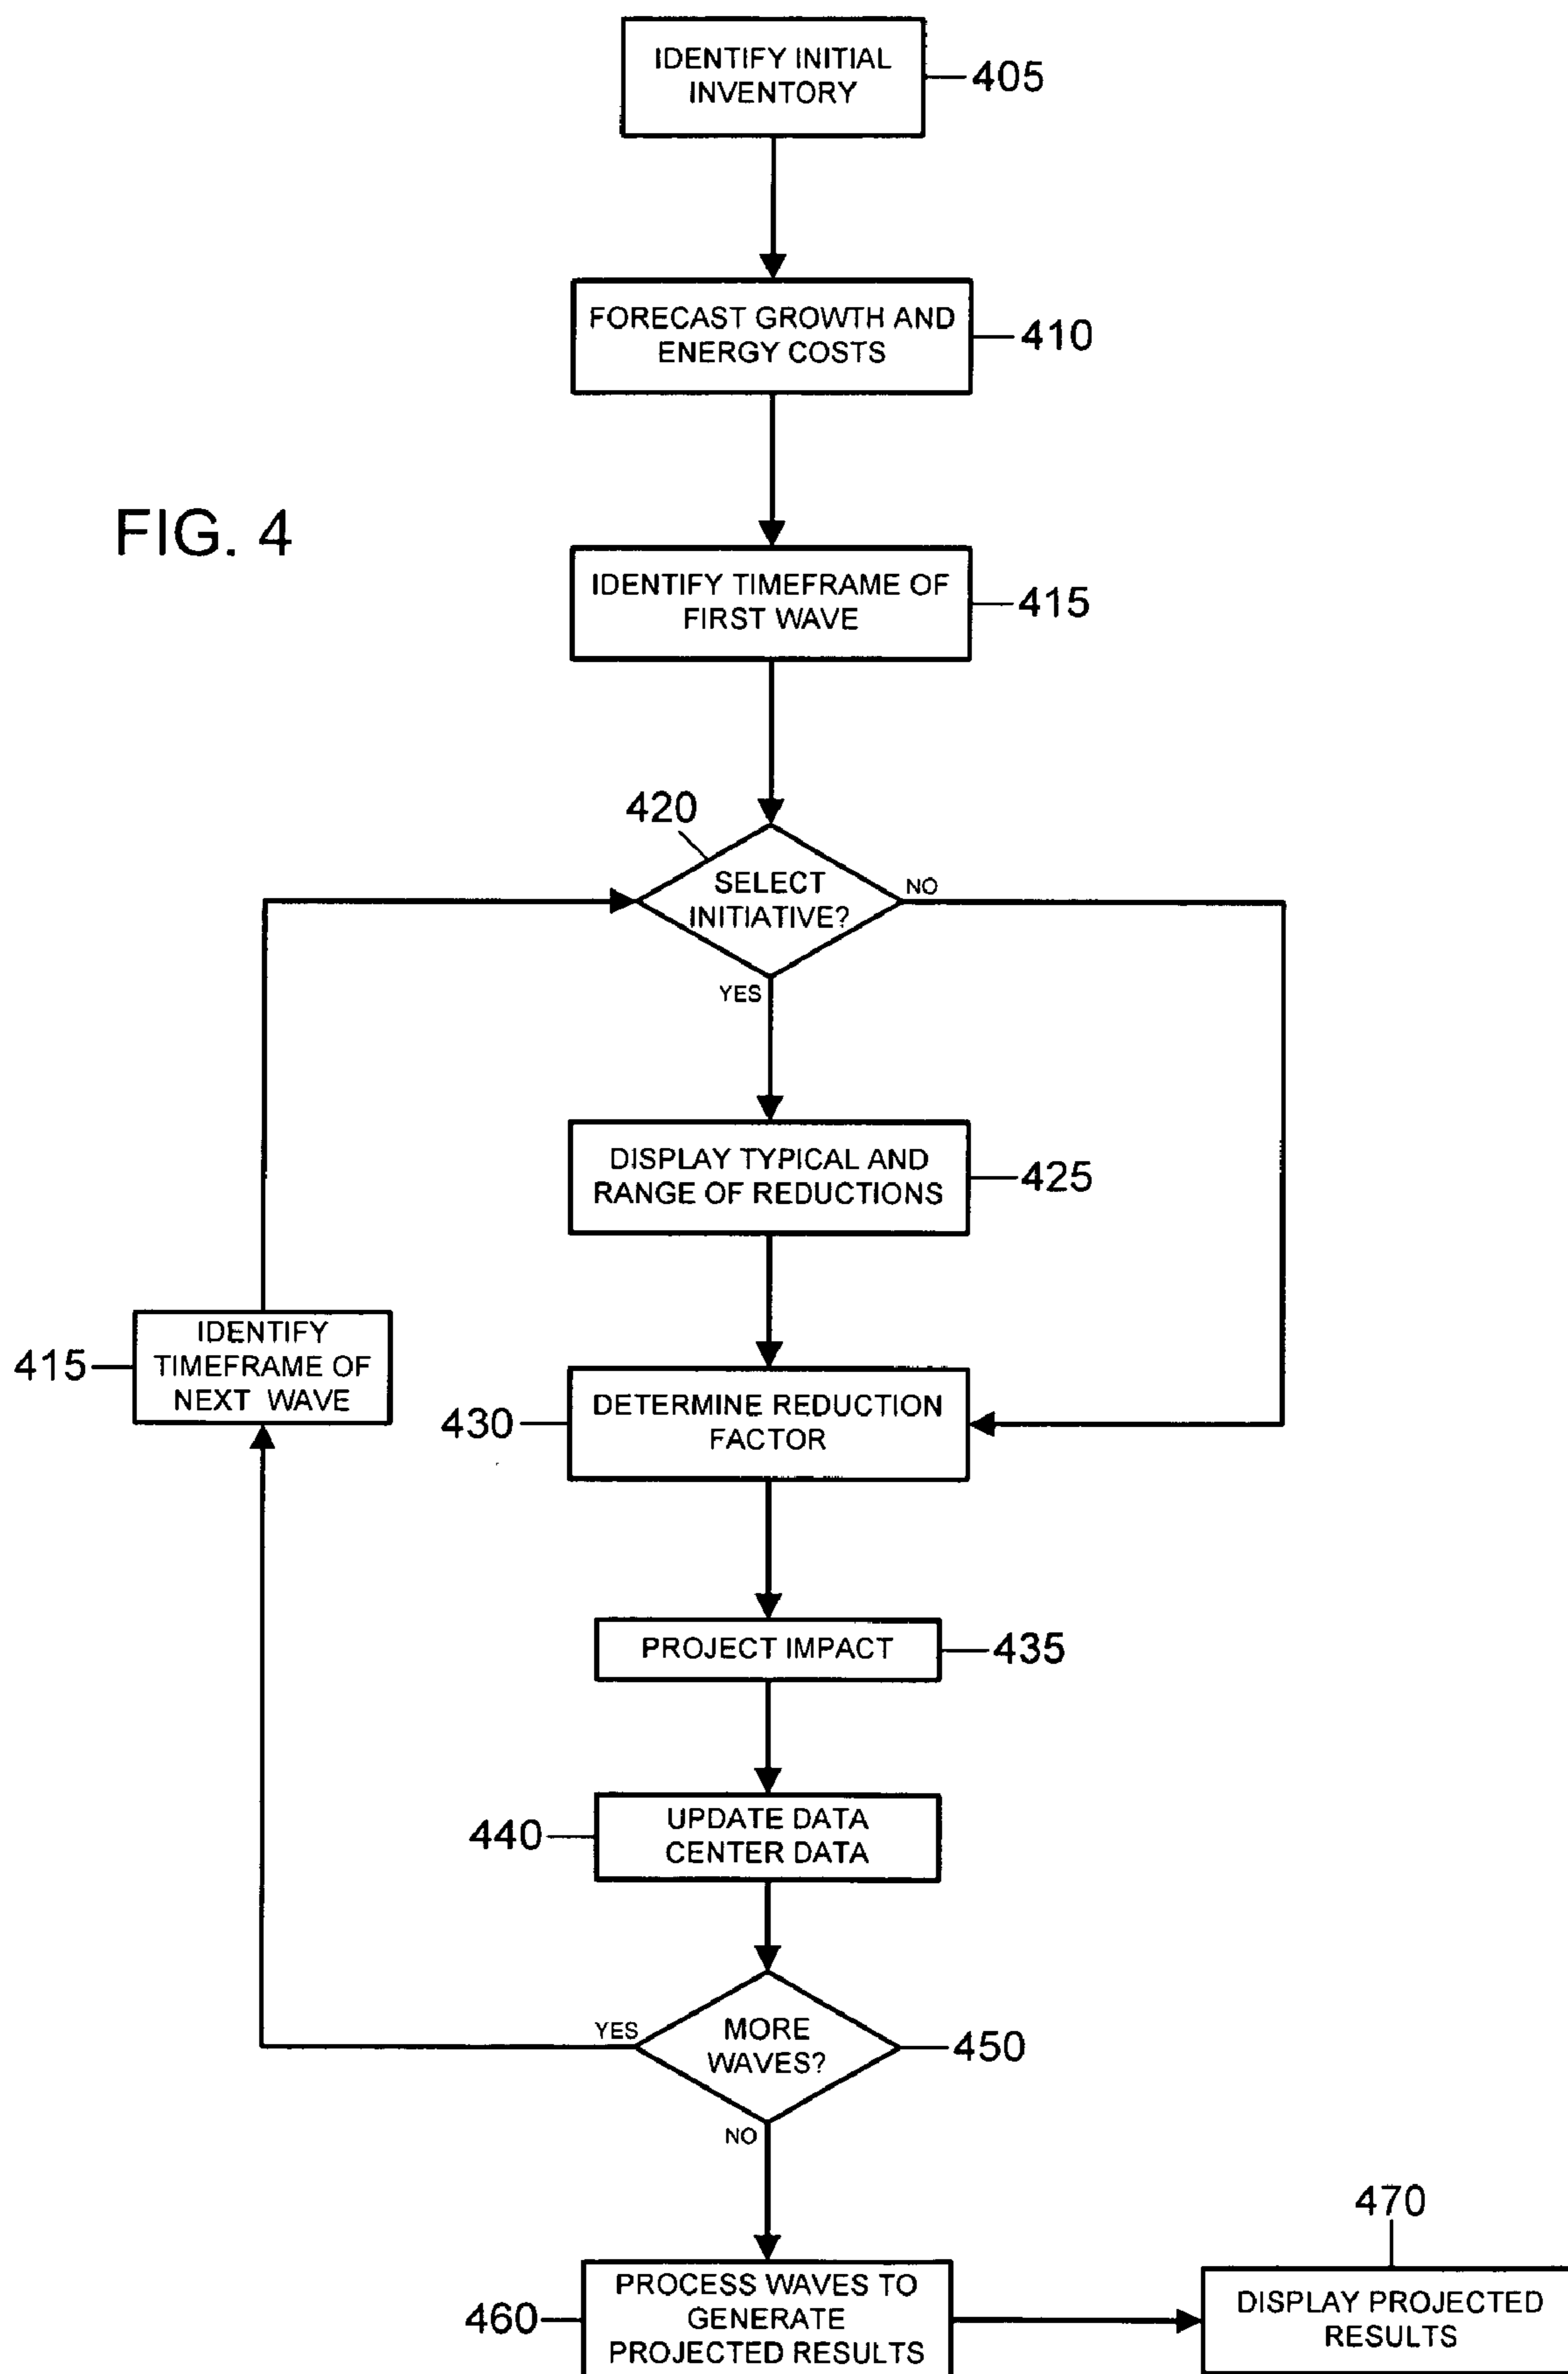 IDENTIFY INITIAL
INVENTORY
405
FORECAST GROWTH AND
ENERGY COSTS
410
FIG. 4
IDENTIFY TIMEFRAME OF
FIRST WAVE
415
420
SELECT
INITIATIVE?
NO
YES
DISPLAY TYPICAL AND
RANGE OF REDUCTIONS
425
IDENTIFY
TIMEFRAME OF
NEXT WAVE
415
DETERMINE REDUCTION
FACTOR
430
PROJECT IMPACT
435
UPDATE DATA
CENTER DATA
440
MORE
WAVES?
YES
450
NO
PROCESS WAVES TO
GENERATE
PROJECTED RESULTS
460
470
DISPLAY PROJECTED
RESULTS